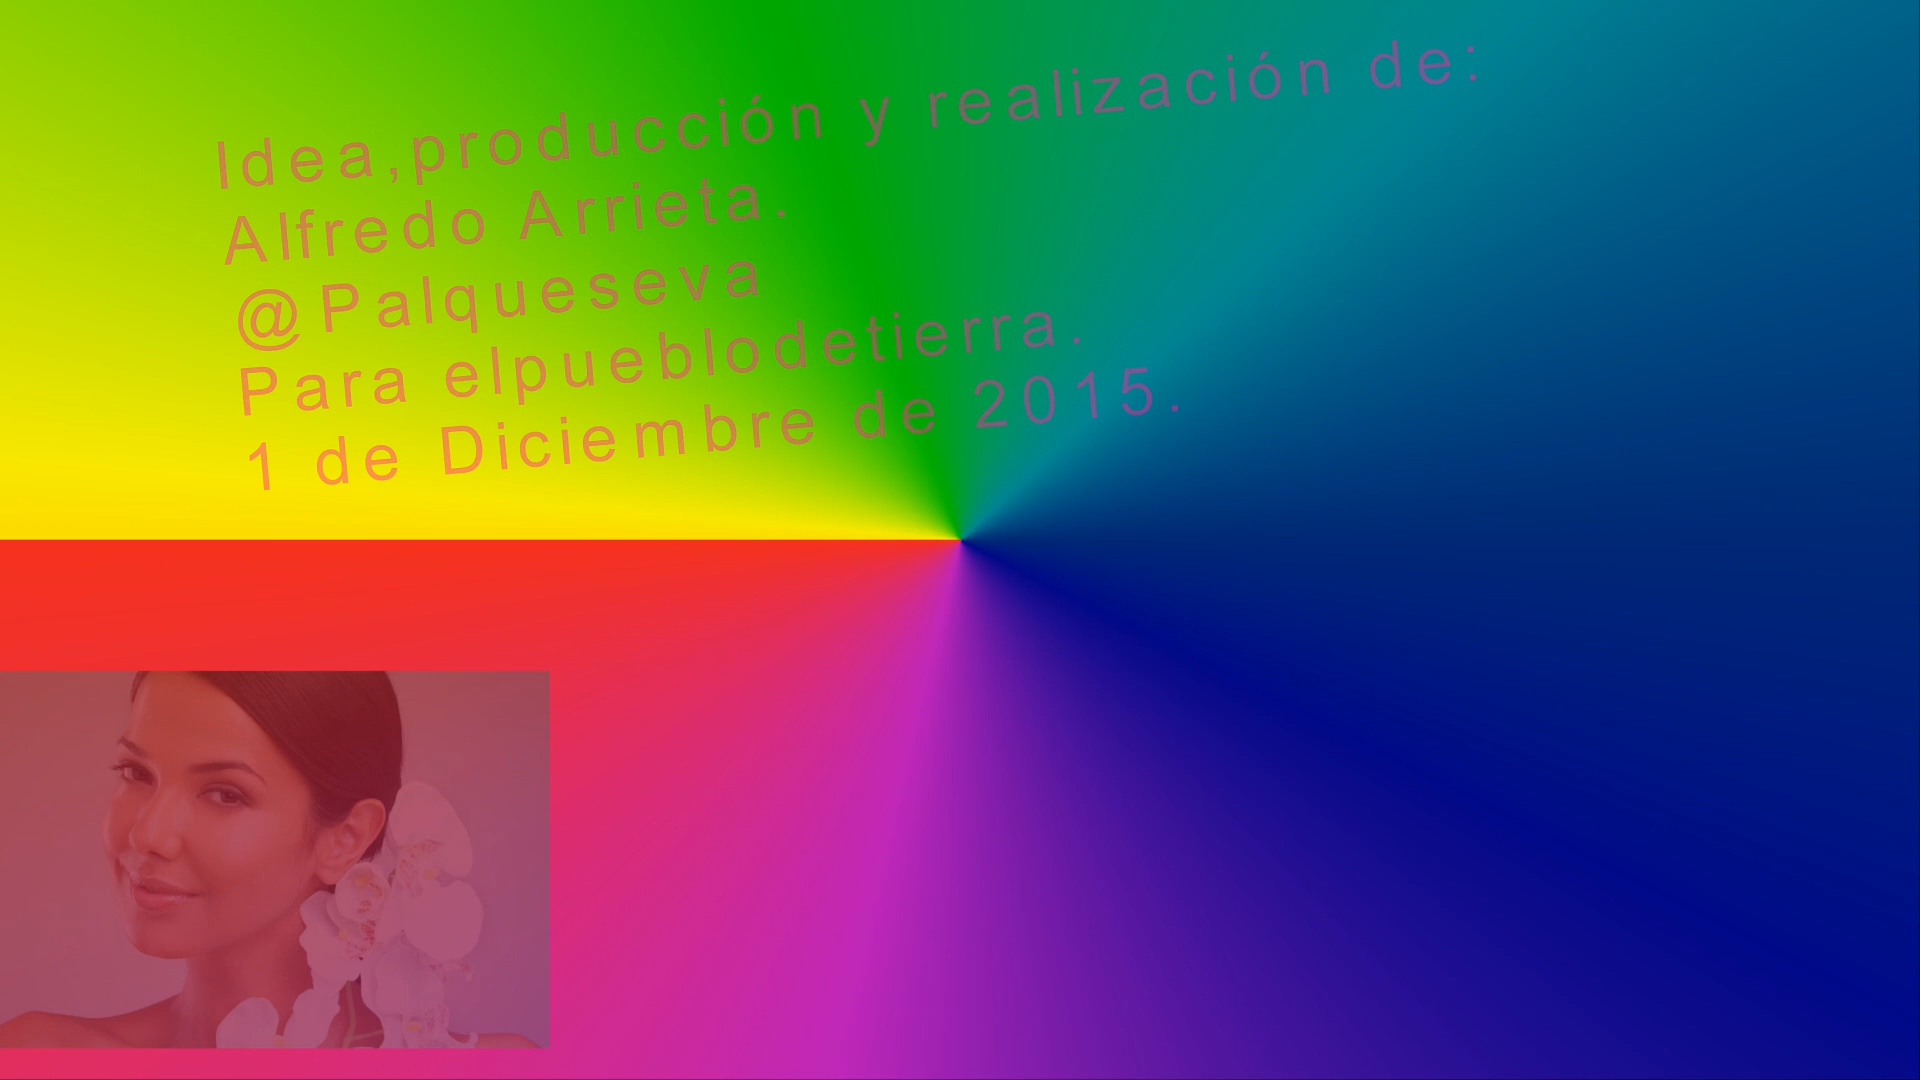 Idea,producción y realización de:
Alfredo Arrieta.
@Palqueseva
Para elpueblodetierra.
1 de Diciembre de 2015.